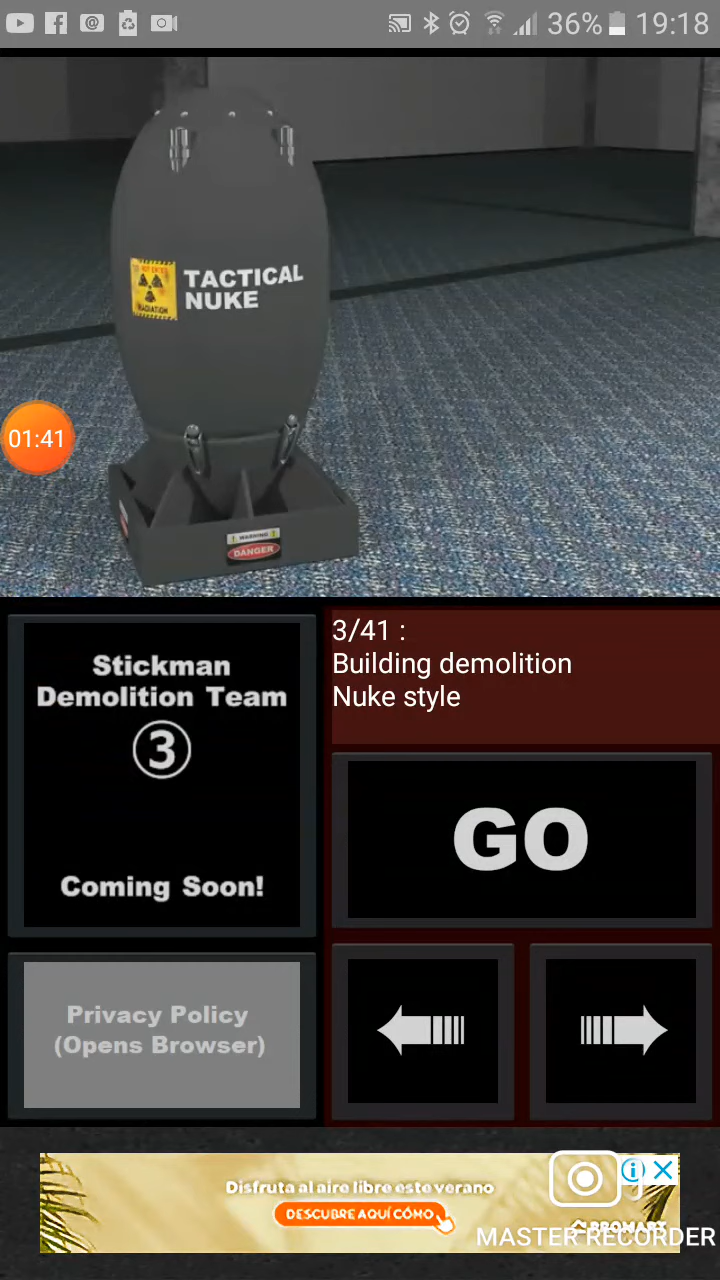 36% 19:18
TACTICAL
NUKE
RADIATION
01:41
WARNING
DANGER
3/41 :
Building demolition
Nuke style
Stickman
Demolition Team
3
Coming Soon!
GO
Privacy Policy
(Opens Browser)
Disfruta al aire libre este verano
DESCUBRE AQUÍ CÓMO
PROMART
MASTER RECORDER